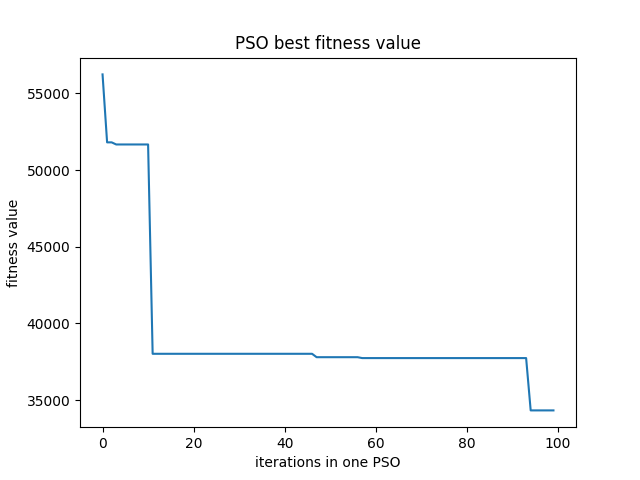 PSO best fitness value
fitness value
55000
50000
45000
40000
35000
0 20 40 60 80 100
iterations in one PSO